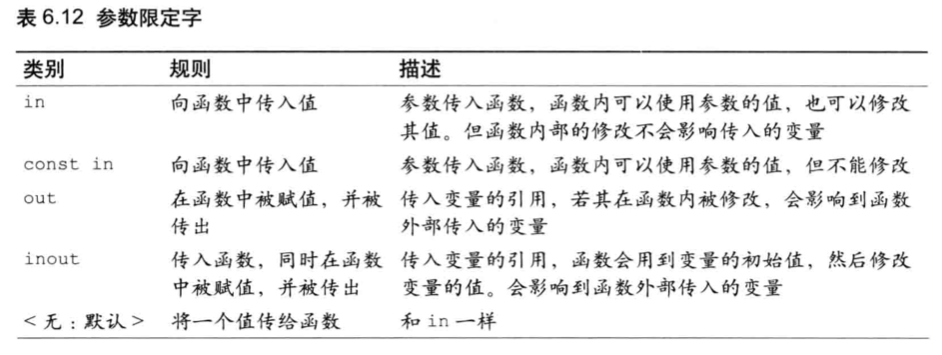 表 6.12 参数限定字
类别 规则 描述
in 向函数中传入值 参数传入函数，函数内可以使用参数的值，也可以修改
其值。但函数内部的修改不会影响传入的变量
const in 向函数中传入值 参数传入函数，函数内可以使用参数的值，但不能修改
out 在函数中被赋值，并被 传入变量的引用，若其在函数内被修改，会影响到函数
传出 外部传入的变量
inout 传入函数，同时在函数 传入变量的引用，函数会用到变量的初始值，然后修改
中被赋值，并被传出 变量的值。会影响到函数外部传入的变量
<无：默认> 将一个值传给函数 和 in 一样